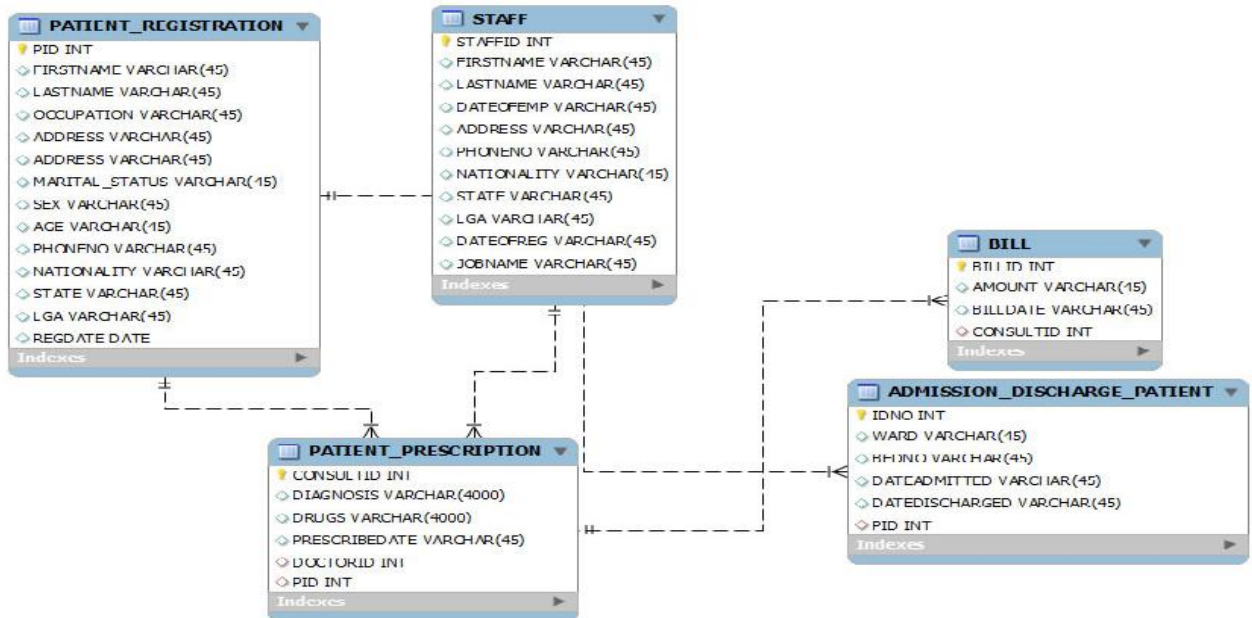 PATIENT_REGISTRATION
PID INT
FIRSTNAME VARCHAR(45)
LASTNAME VARCHAR(45)
OCCUPATION VARCHAR(45)
ADDRESS VARCHAR(45)
ADDRESS VARCHAR(45)
MARITAL_STATUS VARCHAR(45)
SEX VARCHAR(45)
AGE VARCHAR(45)
PHONENO VARCHAR(45)
NATIONALITY VARCHAR(45)
STATE VARCHAR(45)
LGA VARCHAR(45)
REGDATE DATE
Indexes
STAFF
STAFFID INT
FIRSTNAME VARCHAR(45)
LASTNAME VARCHAR(45)
DATEOFEMP VARCHAR(45)
ADDRESS VARCHAR(45)
PHONENO VARCHAR(45)
NATIONALITY VARCHAR(45)
STATE VARCHAR(45)
LGA VARCHAR(45)
DATEOFREG VARCHAR(45)
JOBNAME VARCHAR(45)
Indexes
BILL
BILLID INT
AMOUNT VARCHAR(45)
BILLDATE VARCHAR(45)
CONSULTID INT
Indexes
ADMISSION_DISCHARGE_PATIENT
IDNO INT
WARD VARCHAR(45)
BEDNO VARCHAR(45)
DATEADMITTED VARCHAR(45)
DATEDISCHARGED VARCHAR(45)
PID INT
Indexes
PATIENT_PRESCRIPTION
CONSULTID INT
DIAGNOSIS VARCHAR(4000)
DRUGS VARCHAR(4000)
PRESCRIBEDATE VARCHAR(45)
DOCTORID INT
PID INT
Indexes